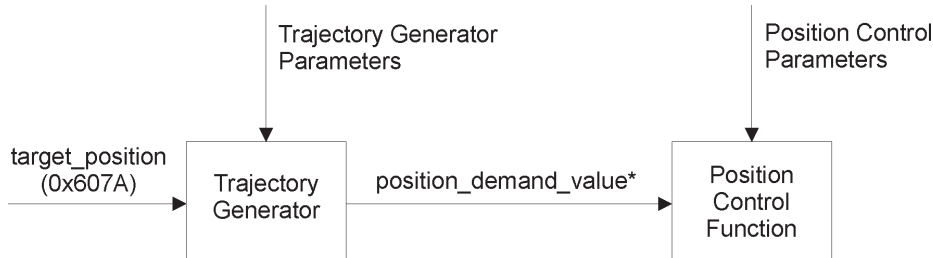 Trajectory Generator
Parameters
Position Control
Parameters
target_position
(0x607A)
Trajectory
Generator
position_demand_value*
Position
Control
Function